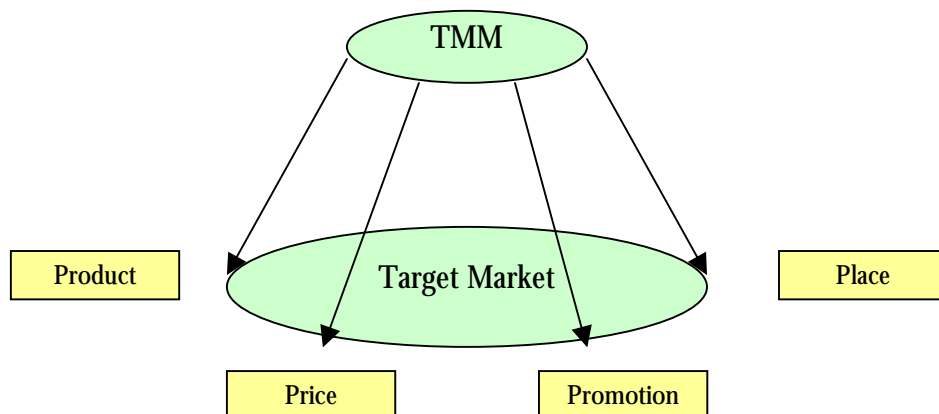 TMM
Product
Target Market
Place
Price
Promotion